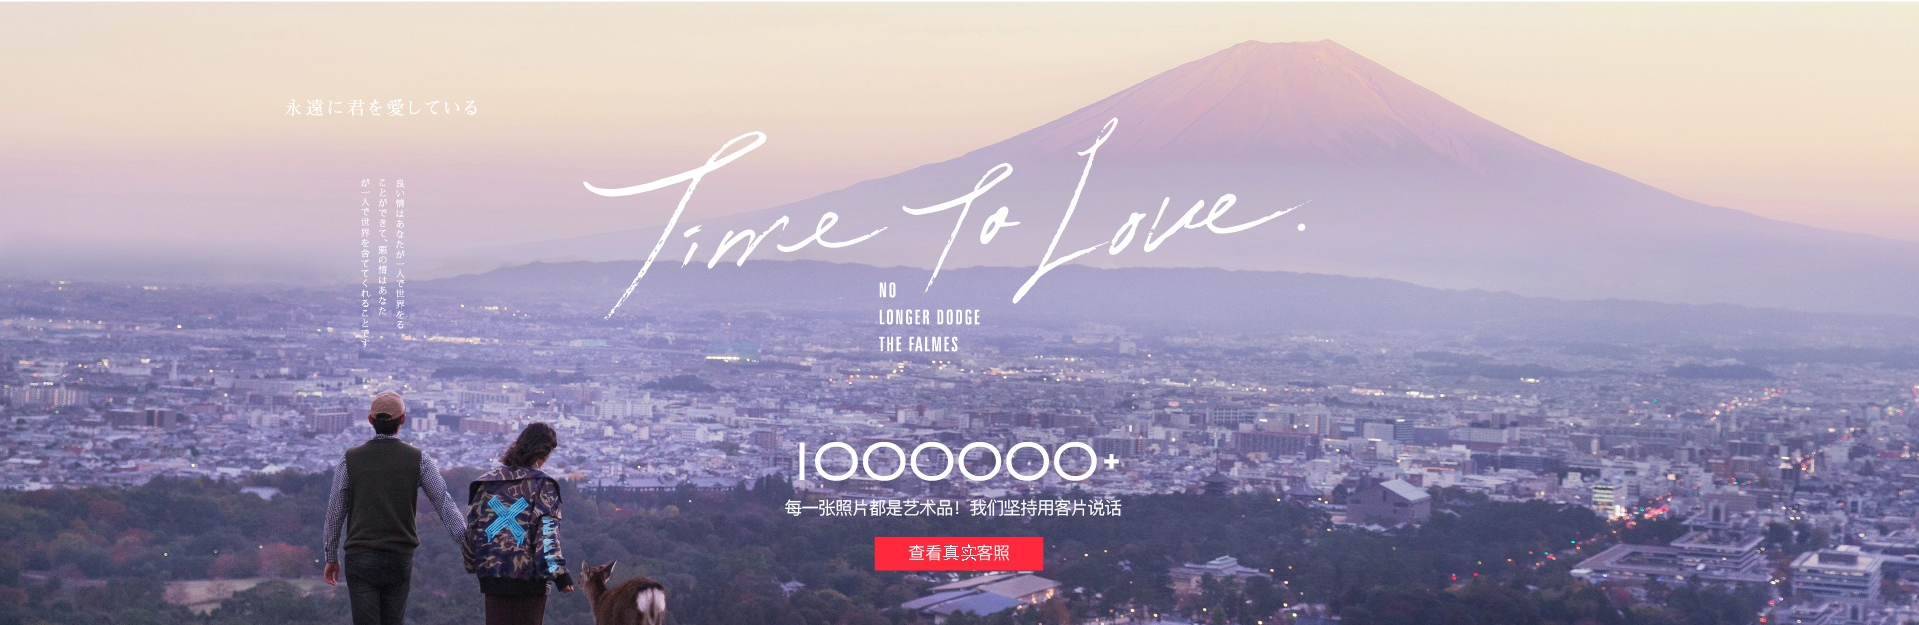 永遠に君を愛している
良い情はあなたが一人で世界をる
ことができて、悪の情はあなた
が一人で世界を舎ててくれることです
Time To Love.
NO
LONGER DODGE
THE FALMES
1000000+
每一张照片都是艺术品！我们坚持用客片说话
查看真实客照